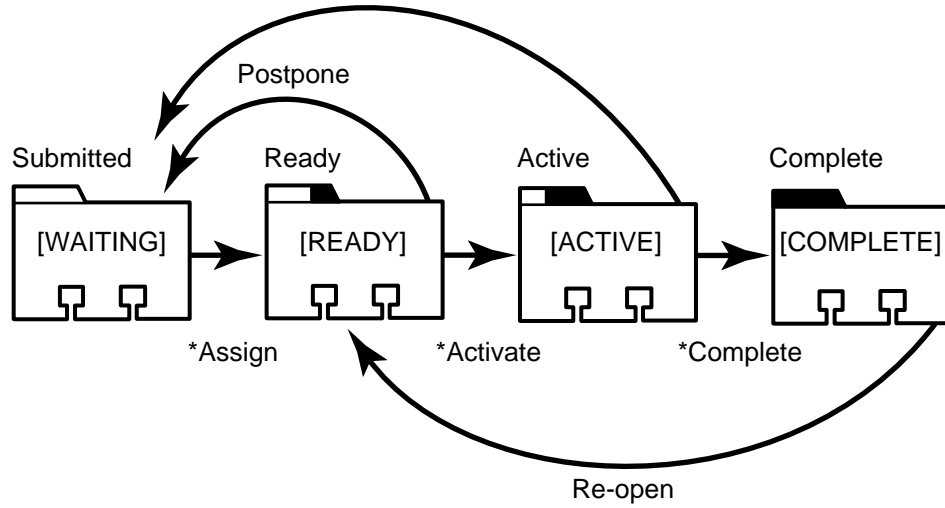 Postpone
Submitted Ready Active Complete
[WAITING] [READY] [ACTIVE] [COMPLETE]
*Assign *Activate *Complete
Re-open